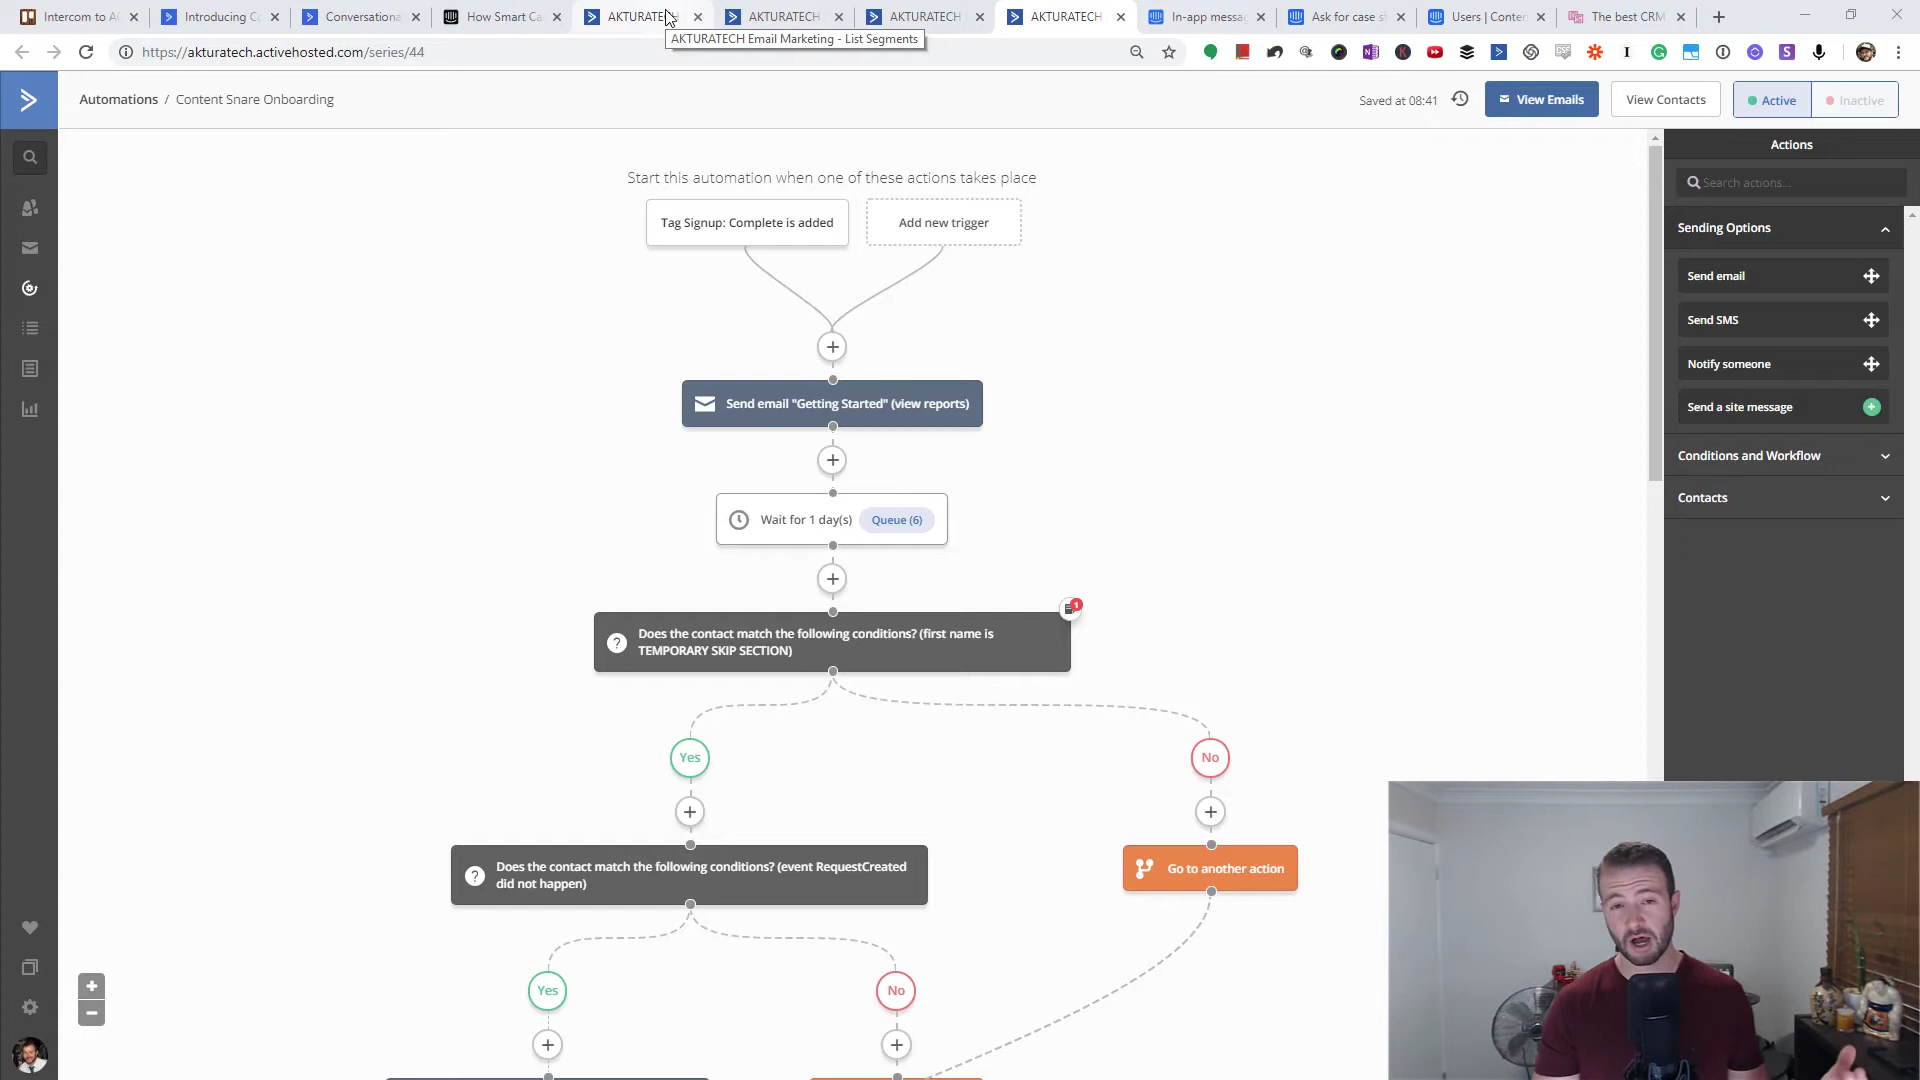 Intercom to AC
Introducing Co
Conversationa
How Smart Ca
AKTURATECH
AKTURATECH
AKTURATECH
AKTURATECH
In-app messag
Ask for case s
Users | Conten
The best CRM
AKTURATECH Email Marketing - List Segments
https://akturatech.activehosted.com/series/44
Automations / Content Snare Onboarding
Saved at 08:41
View Emails
View Contacts
Active
Inactive
Start this automation when one of these actions takes place
Tag Signup: Complete is added
Add new trigger
Send email "Getting Started" (view reports)
Wait for 1 day(s)
Queue (6)
1
Does the contact match the following conditions? (first name is
TEMPORARY SKIP SECTION)
Yes
No
Does the contact match the following conditions? (event RequestCreated
did not happen)
Go to another action
Yes
No
Actions
Search actions...
Sending Options
Send email
Send SMS
Notify someone
Send a site message
Conditions and Workflow
Contacts